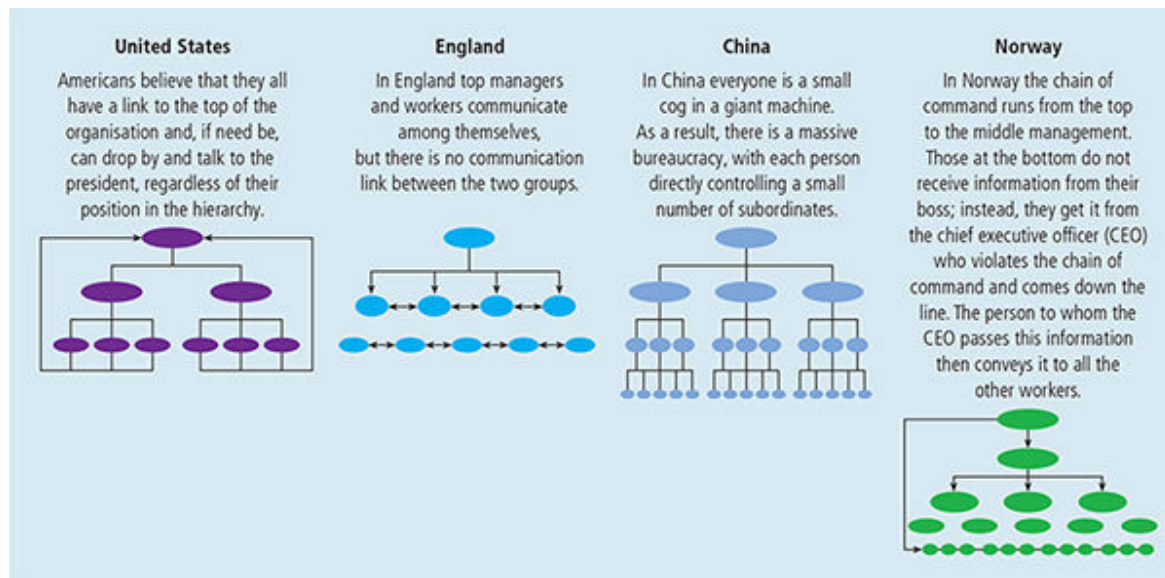 United States
Americans believe that they all
have a link to the top of the
organisation and, if need be,
can drop by and talk to the
president, regardless of their
position in the hierarchy.
England
In England top managers
and workers communicate
among themselves,
but there is no communication
link between the two groups.
China
In China everyone is a small
cog in a giant machine.
As a result, there is a massive
bureaucracy, with each person
directly controlling a small
number of subordinates.
Norway
In Norway the chain of
command runs from the top
to the middle management.
Those at the bottom do not
receive information from their
boss; instead, they get it from
the chief executive officer (CEO)
who violates the chain of
command and comes down the
line. The person to whom the
CEO passes this information
then conveys it to all the
other workers.